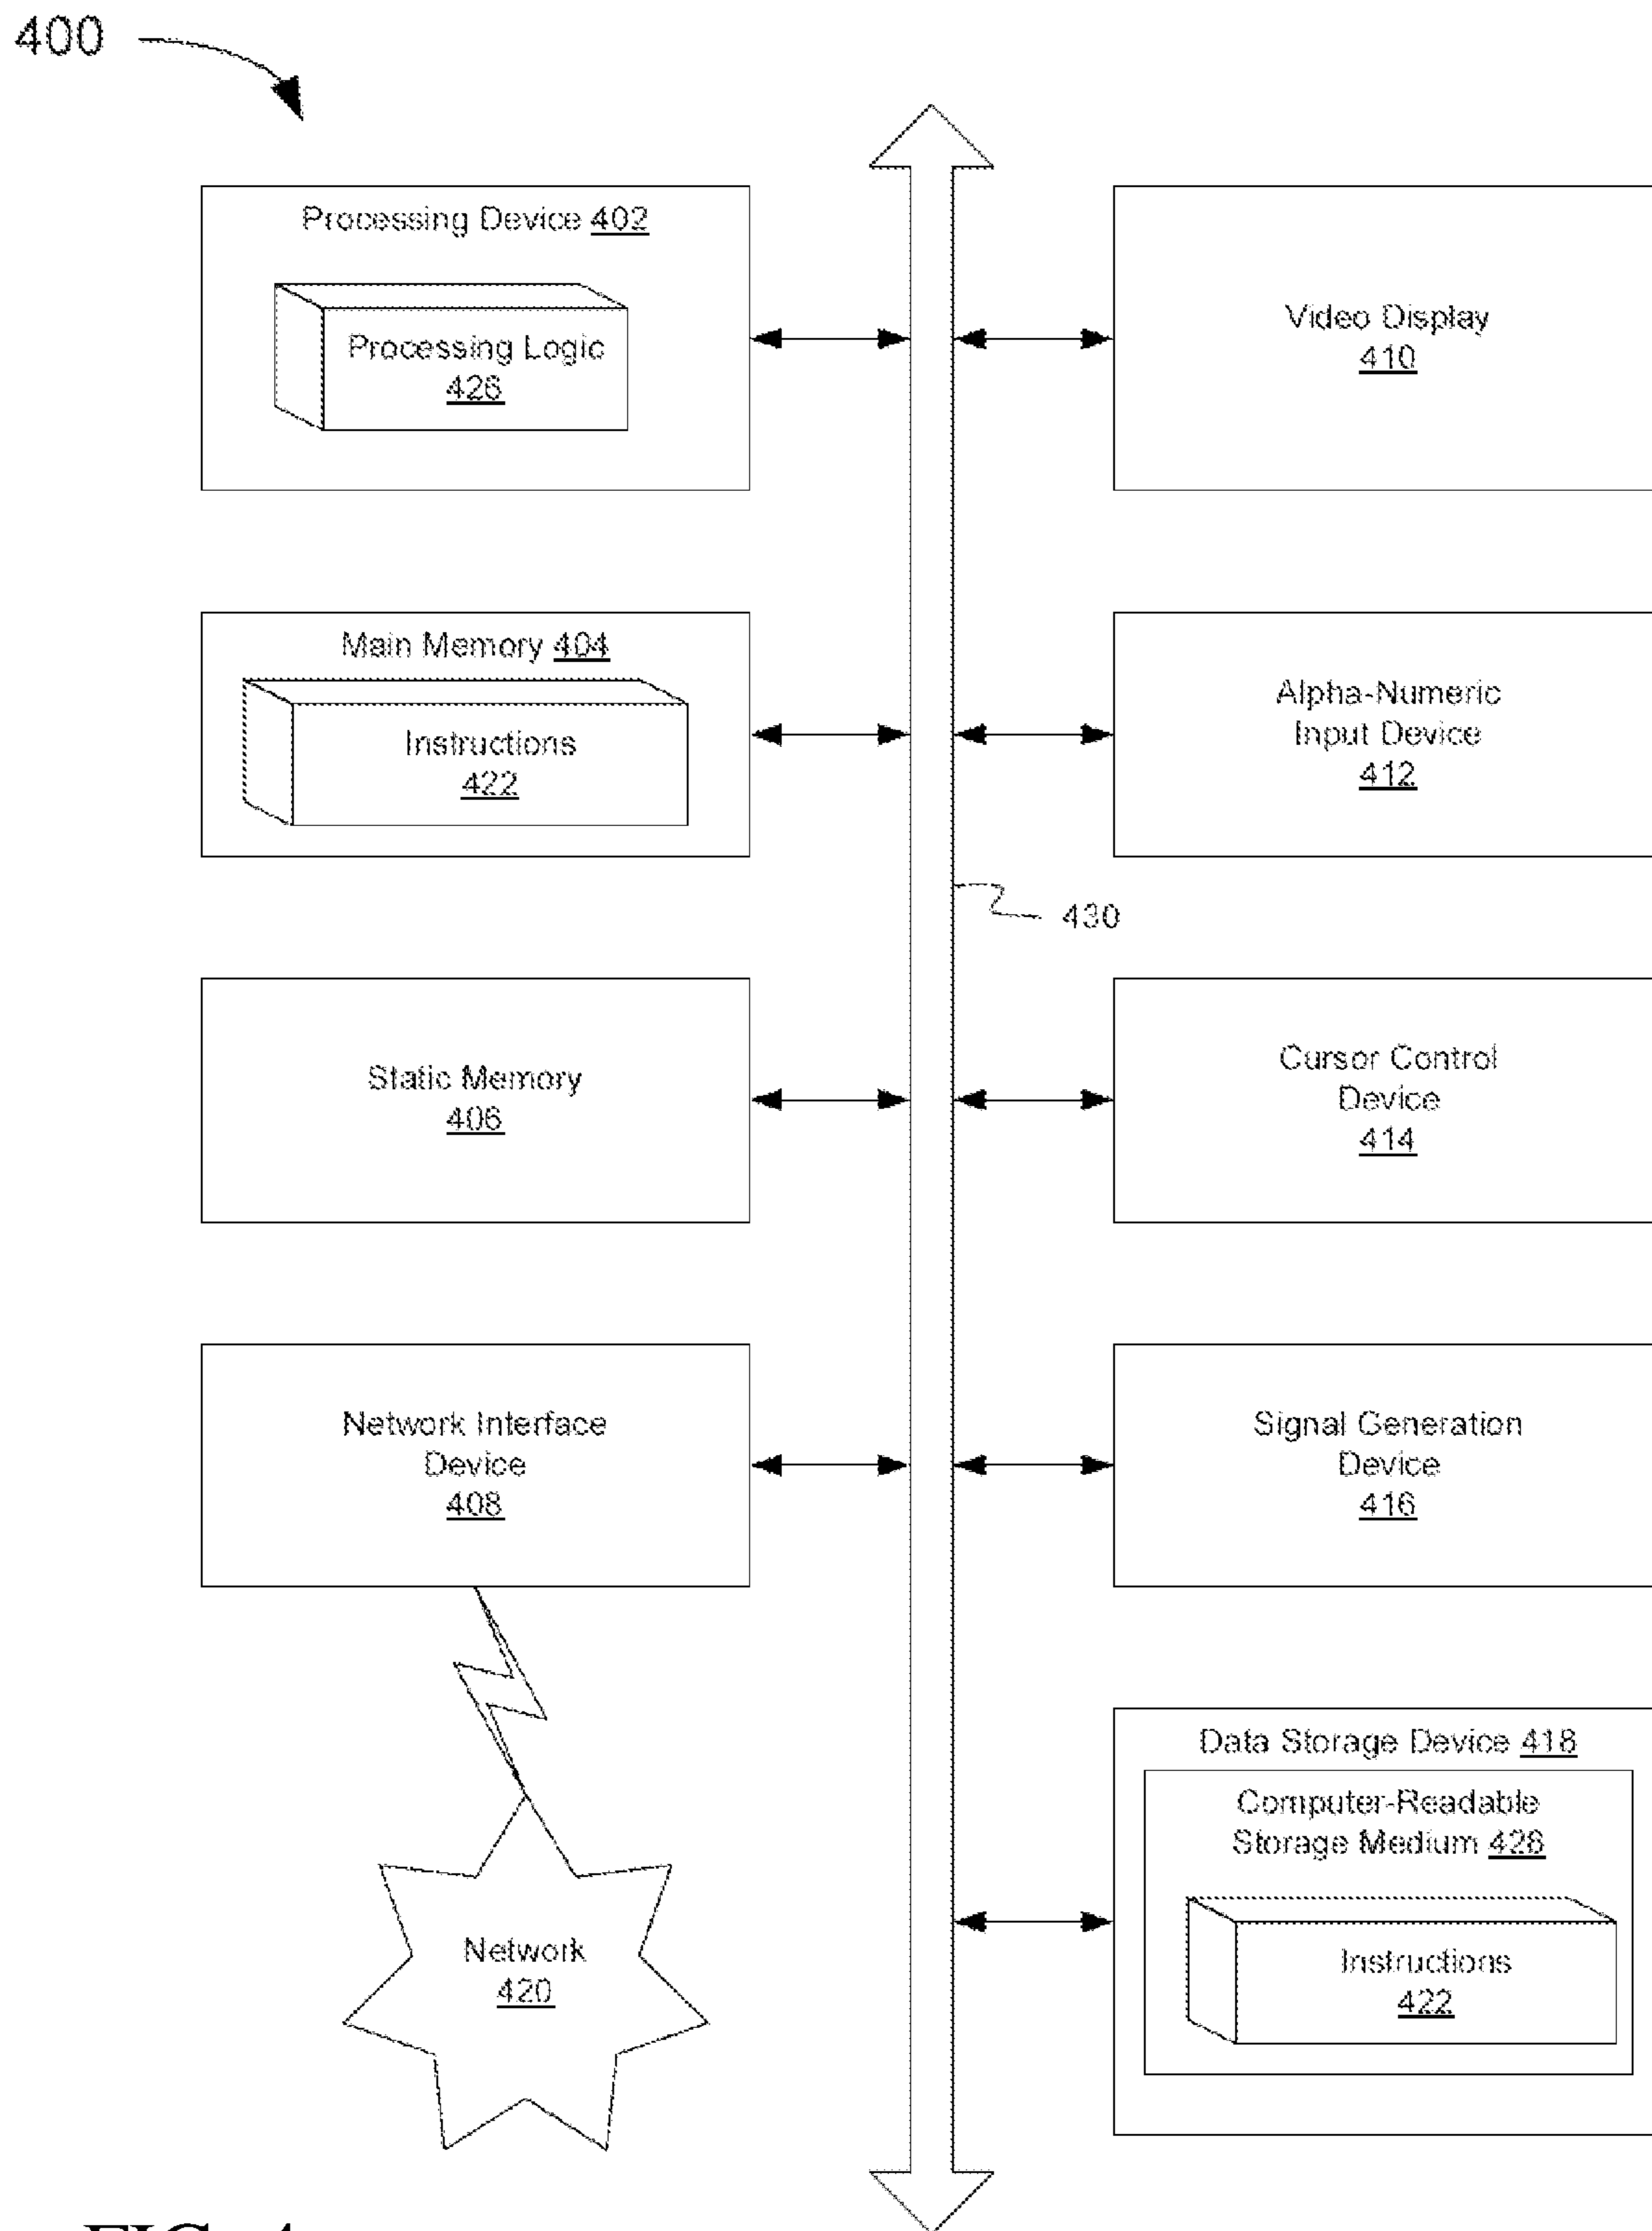 400
Processing Device 402
Processing Logic
426
Video Display
410
Main Memory 404
Instructions
422
Alpha-Numeric
Input Device
412
430
Static Memory
406
Cursor Control
Device
414
Network Interface
Device
408
Signal Generation
Device
416
Data Storage Device 418
Computer-Readable
Storage Medium 428
Instructions
422
Network
420